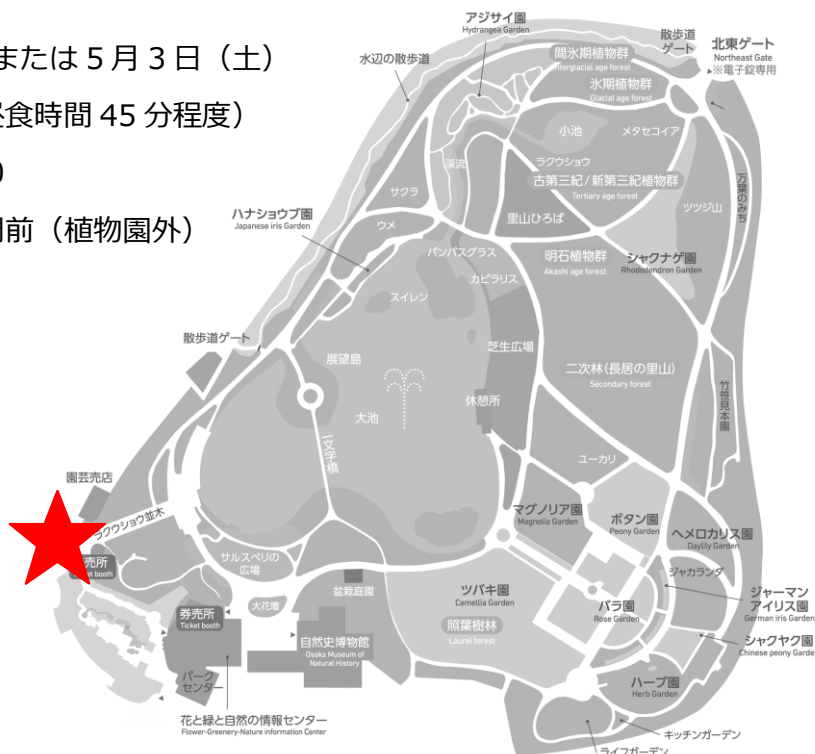 または 5 月 3 日（土）
食時間 45 分程度）
前（植物園外）
アジサイ園
Hydrangea Garden
散歩道
ゲート
北東ゲート
Northeast Gate
※電子錠専用
水辺の散歩道
間氷期植物群
Interglacial age forest
氷期植物群
Glacial age forest
小池
メタセコイア
渓流
ラクウショウ
古第三紀/新第三紀植物群
Tertiary age forest
万葉のみち
サクラ
ツツジ山
ハナショウブ園
Japanese iris Garden
ウメ
里山ひろば
パンパスグラス
明石植物群
Akashi age forest
シャクナゲ園
Rhododendron Garden
カピラリス
スイレン
散歩道ゲート
展望島
芝生広場
二次林(長居の里山)
Secondary forest
竹笹見本園
大池
休憩所
八文字橋
ユーカリ
園芸売店
ラクウショウ並木
マグノリア園
Magnolia Garden
ボタン園
Peony Garden
ヘメロカリス園
Daylily Garden
売所
ket booth
サルスベリの
広場
盆栽庭園
ツバキ園
Camellia Garden
ジャカランダ
ジャーマン
アイリス園
German iris Garden
券売所
Ticket booth
大花壇
バラ園
Rose Garden
照葉樹林
Laurel forest
自然史博物館
Osaka Museum of
Natural History
シャクヤク園
Chinese peony Garde
パーク
センター
ハーブ園
Herb Garden
花と緑と自然の情報センター
Flower-Greenery-Nature information Center
キッチンガーデン
ライフガーデン